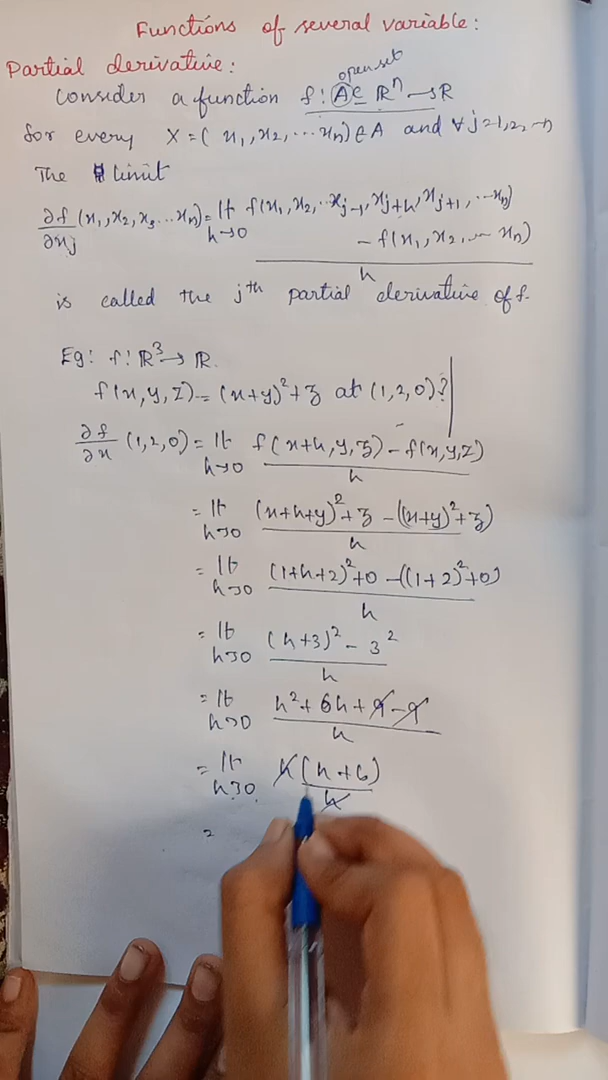 Functions of several variable:
Partial derivative:
open set
Consider a function f: A ⊆ ℝⁿ → ℝ
for every x = (x₁, x₂, ... xₙ) ∈ A and ∀ j = 1, 2, ... n
The limit
∂f/∂xⱼ (x₁, x₂, x₃ ... xₙ) = lt h→0 f(x₁, x₂, .. xⱼ₋₁, xⱼ+h, xⱼ₊₁, ... xₙ)
- f(x₁, x₂, ... xₙ)
h
is called the jᵗʰ partial derivative of f.
Eg: f: ℝ³ → ℝ.
f(x, y, z) = (x+y)² + z at (1, 2, 0)?
∂f/∂x (1, 2, 0) = lt h→0 f(x+h, y, z) - f(x, y, z) / h
= lt h→0 (x+h+y)² + z - ((x+y)² + z) / h
= lt h→0 (1+h+2)² + 0 - ((1+2)² + 0) / h
= lt h→0 (h+3)² - 3² / h
= lt h→0 h² + 6h + 9 - 9 / h
= lt h→0 h(h+6) / h
=